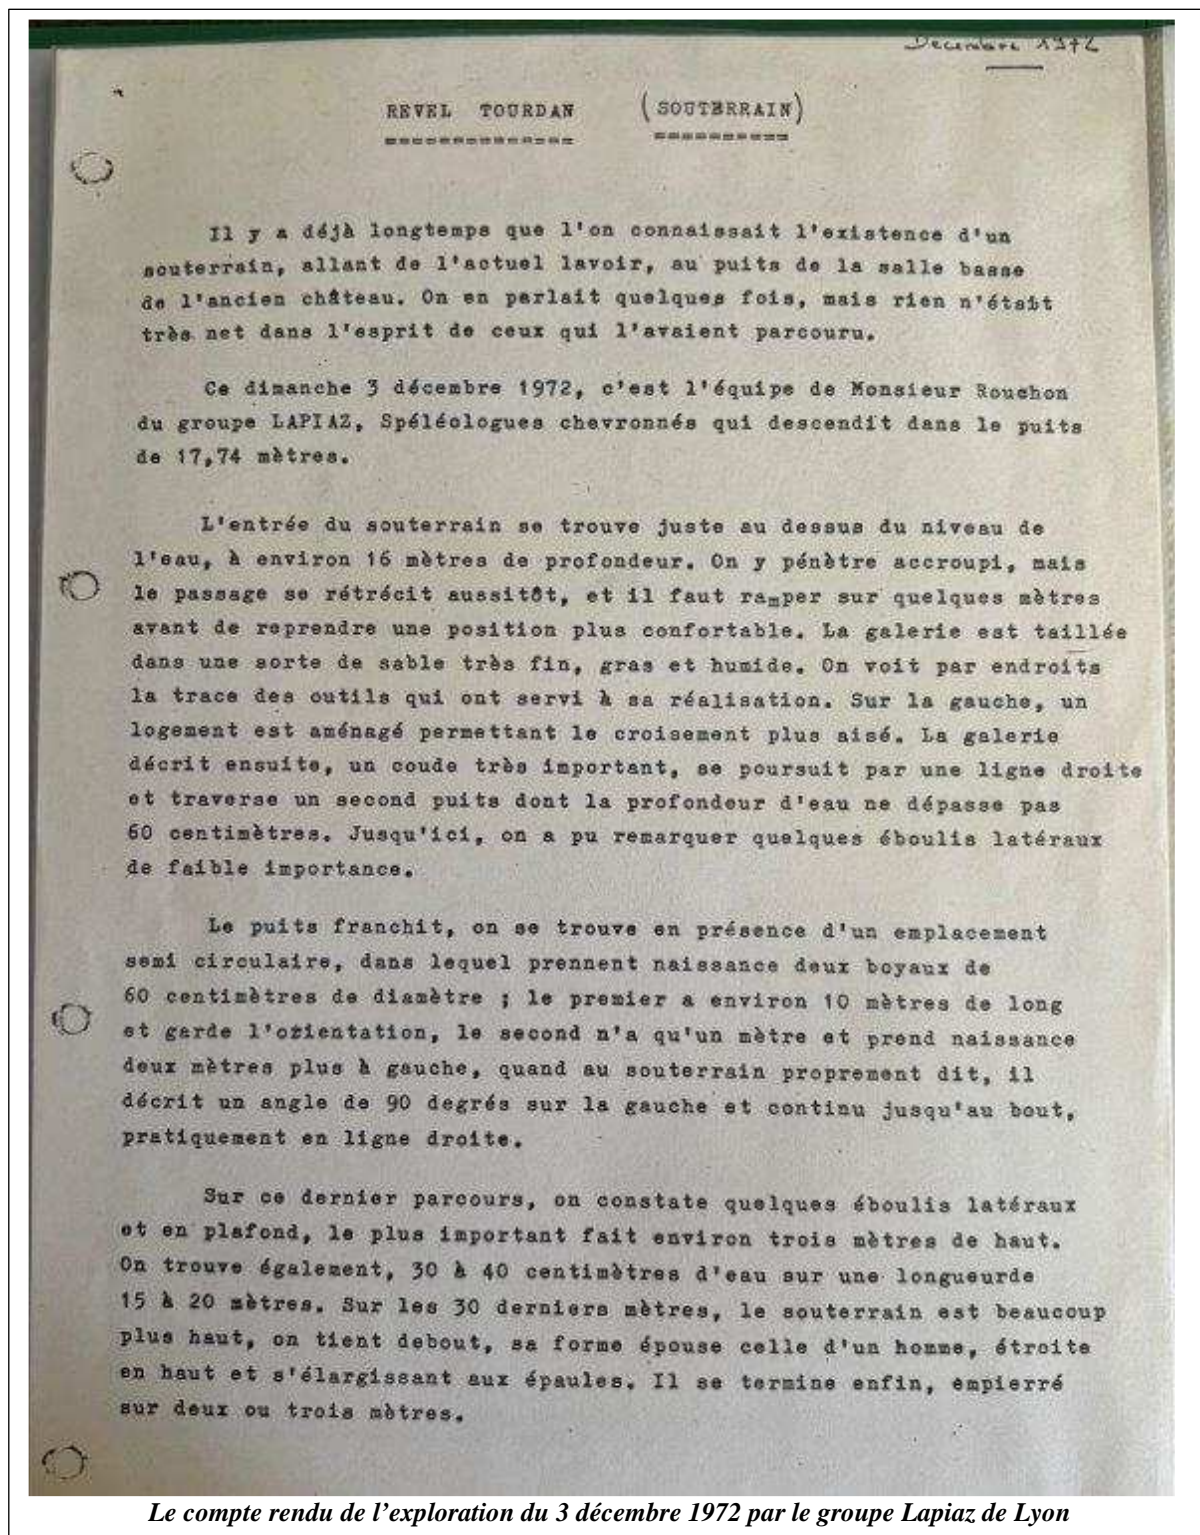 Decembre 1972
REVEL TOURDAN (SOUTERRAIN)
============== ==========
Il y a déjà longtemps que l'on connaissait l'existence d'un
souterrain, allant de l'actuel lavoir, au puits de la salle basse
de l'ancien château. On en parlait quelques fois, mais rien n'était
très net dans l'esprit de ceux qui l'avaient parcouru.
Ce dimanche 3 décembre 1972, c'est l'équipe de Monsieur Rouchon
du groupe LAPIAZ, Spéléologues chevronnés qui descendit dans le puits
de 17,74 mètres.
L'entrée du souterrain se trouve juste au dessus du niveau de
l'eau, à environ 16 mètres de profondeur. On y pénètre accroupi, mais
le passage se rétrécit aussitôt, et il faut ramper sur quelques mètres
avant de reprendre une position plus confortable. La galerie est taillée
dans une sorte de sable très fin, gras et humide. On voit par endroits
la trace des outils qui ont servi à sa réalisation. Sur la gauche, un
logement est aménagé permettant le croisement plus aisé. La galerie
décrit ensuite, un coude très important, se poursuit par une ligne droite
et traverse un second puits dont la profondeur d'eau ne dépasse pas
60 centimètres. Jusqu'ici, on a pu remarquer quelques éboulis latéraux
de faible importance.
Le puits franchit, on se trouve en présence d'un emplacement
semi circulaire, dans lequel prennent naissance deux boyaux de
60 centimètres de diamètre ; le premier a environ 10 mètres de long
et garde l'orientation, le second n'a qu'un mètre et prend naissance
deux mètres plus à gauche, quand au souterrain proprement dit, il
décrit un angle de 90 degrés sur la gauche et continu jusqu'au bout,
pratiquement en ligne droite.
Sur ce dernier parcours, on constate quelques éboulis latéraux
et en plafond, le plus important fait environ trois mètres de haut.
On trouve également, 30 à 40 centimètres d'eau sur une longueurde
15 à 20 mètres. Sur les 30 derniers mètres, le souterrain est beaucoup
plus haut, on tient debout, sa forme épouse celle d'un homme, étroite
en haut et s'élargissant aux épaules. Il se termine enfin, empierré
sur deux ou trois mètres.
Le compte rendu de l'exploration du 3 décembre 1972 par le groupe Lapiaz de Lyon